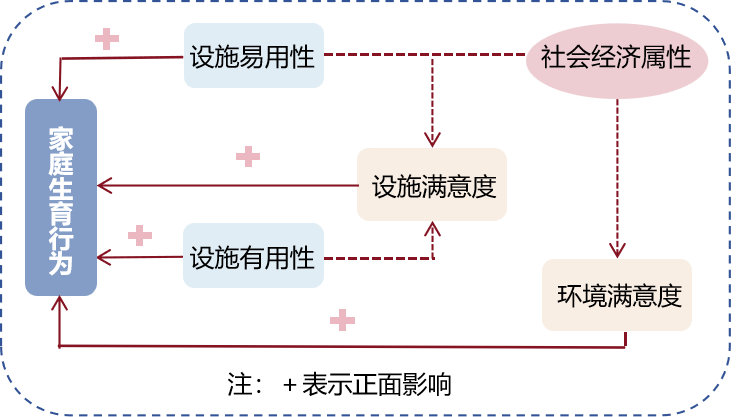 设施易用性
社会经济属性
家庭生育行为
设施满意度
设施有用性
环境满意度
注：+表示正面影响